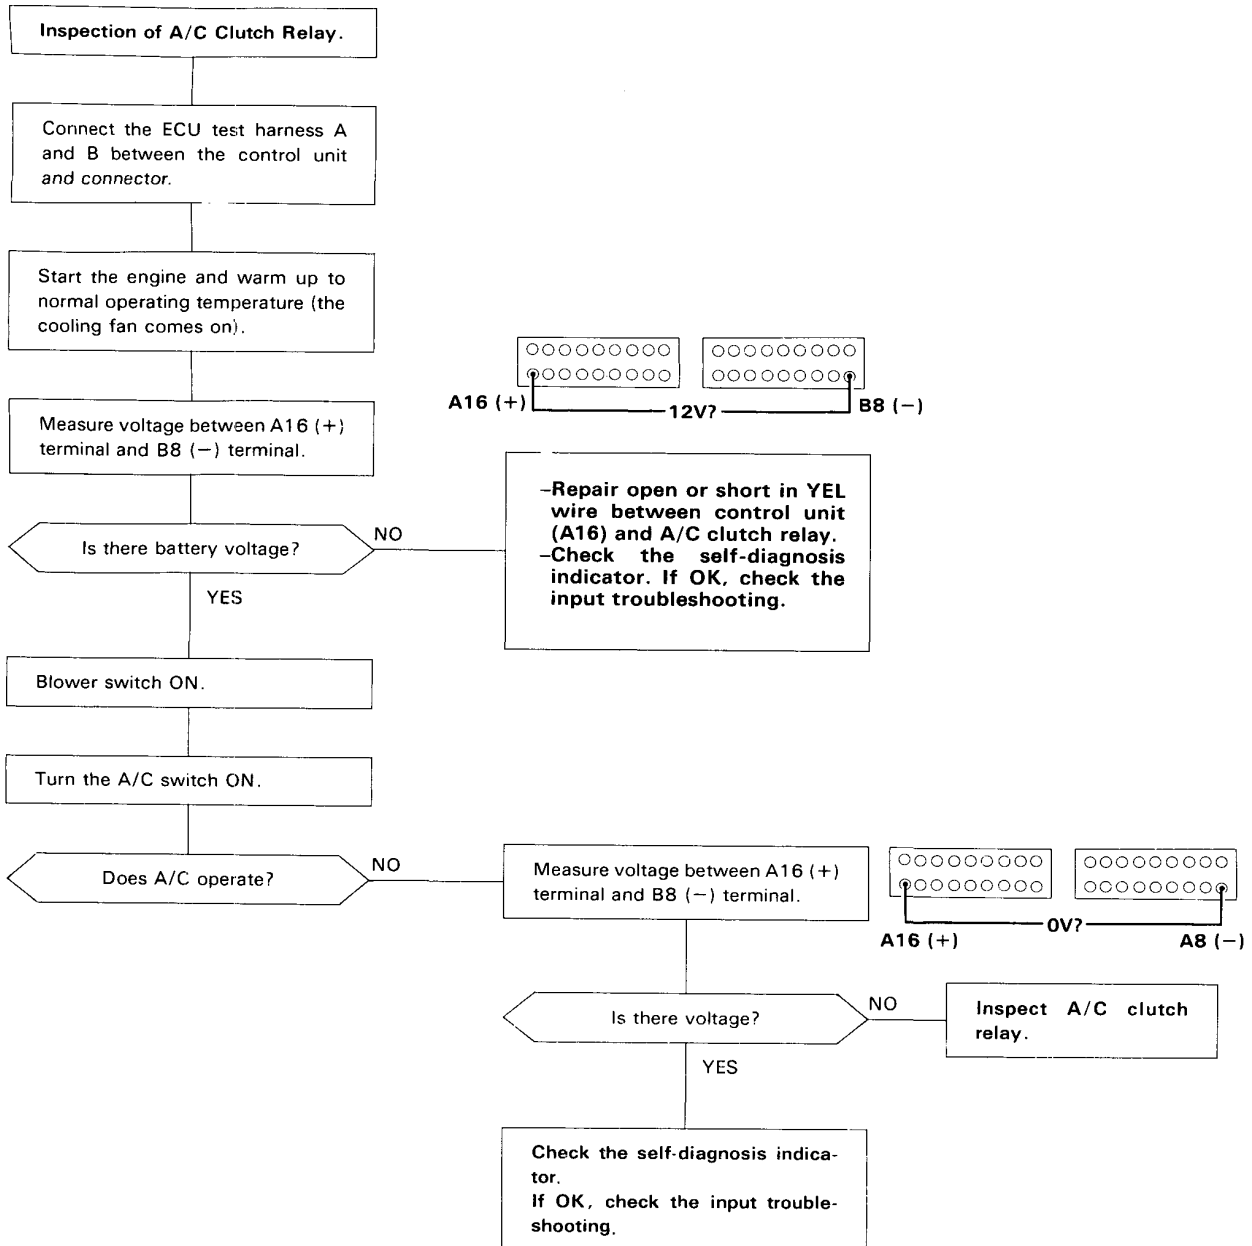 Inspection of A/C Clutch Relay.
Connect the ECU test harness A
and B between the control unit
and connector.
Start the engine and warm up to
normal operating temperature (the
cooling fan comes on).
A16 (+)
12V?
B8 (−)
Measure voltage between A16 (+)
terminal and B8 (−) terminal.
Is there battery voltage?
NO
–Repair open or short in YEL
wire between control unit
(A16) and A/C clutch relay.
–Check the self-diagnosis
indicator. If OK, check the
input troubleshooting.
YES
Blower switch ON.
Turn the A/C switch ON.
Does A/C operate?
NO
Measure voltage between A16 (+)
terminal and B8 (−) terminal.
A16 (+)
0V?
A8 (−)
Is there voltage?
NO
Inspect A/C clutch
relay.
YES
Check the self-diagnosis indica-
tor.
If OK, check the input trouble-
shooting.